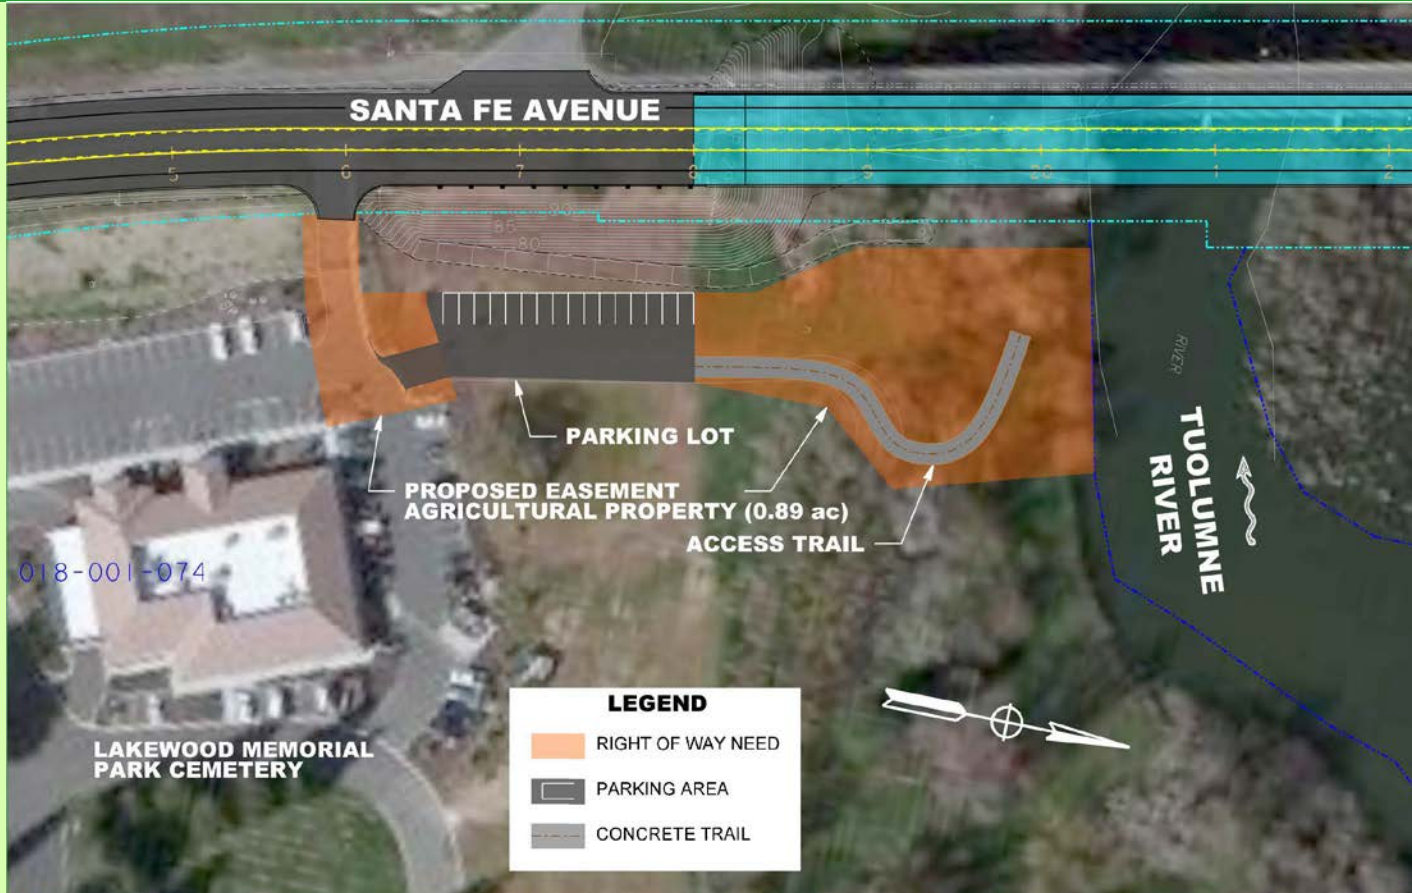 SANTA FE AVENUE
5
6
7
8
9
20
1
2
80
85
80
RIVER
TUOLUMNE
RIVER
PARKING LOT
PROPOSED EASEMENT
AGRICULTURAL PROPERTY (0.89 ac)
ACCESS TRAIL
018-001-074
LAKEWOOD MEMORIAL
PARK CEMETERY
LEGEND
RIGHT OF WAY NEED
PARKING AREA
CONCRETE TRAIL